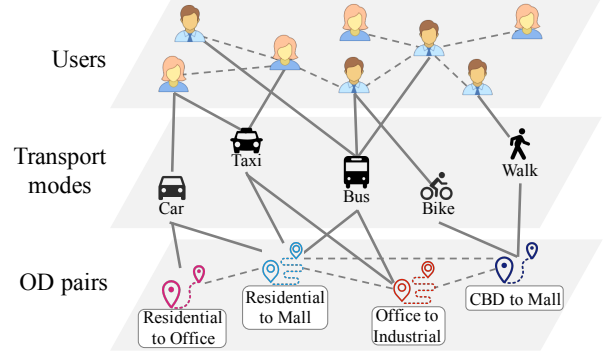 Users
Transport
modes
Taxi
Car
Bus
Bike
Walk
OD pairs
Residential
to Office
Residential
to Mall
Office to
Industrial
CBD to Mall